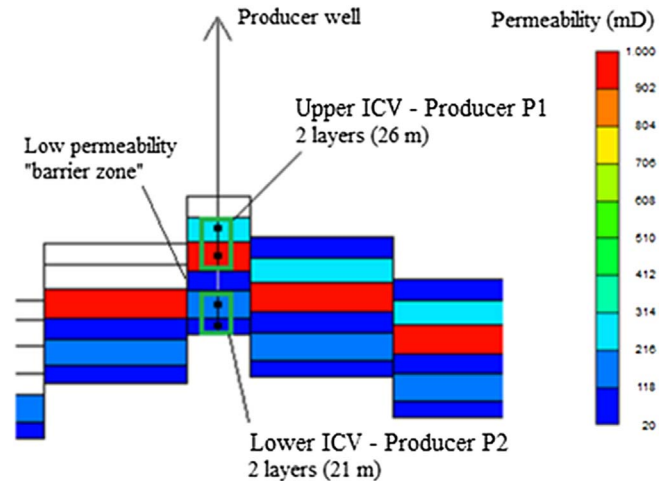 Producer well
Permeability (mD)
Upper ICV - Producer P1
2 layers (26 m)
Low permeability
"barrier zone"
Lower ICV - Producer P2
2 layers (21 m)
1.000
902
804
706
608
510
412
314
216
118
20